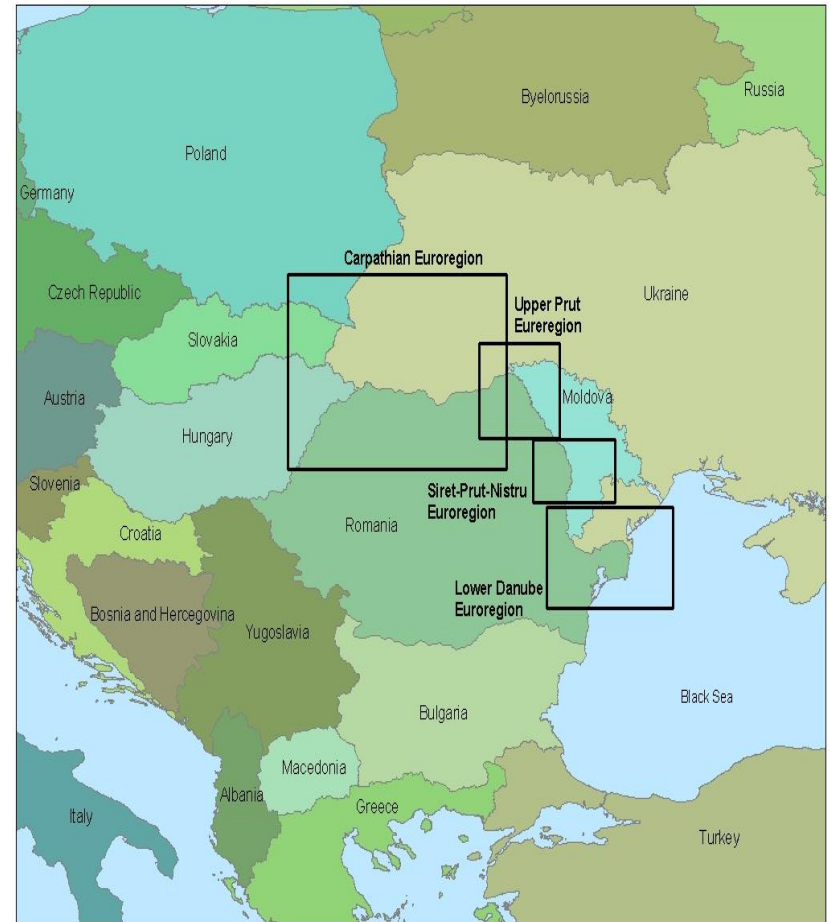 Byelorussia
Russia
Poland
Germany
Carpathian Euroregion
Czech Republic
Ukraine
Upper Prut
Eureregion
Slovakia
Austria
Moldova
Hungary
Slovenia
Siret-Prut-Nistru
Euroregion
Romania
Croatia
Lower Danube
Euroregion
Bosnia and Hercegovina
Yugoslavia
Black Sea
Bulgaria
Macedonia
Albania
Greece
Italy
Turkey